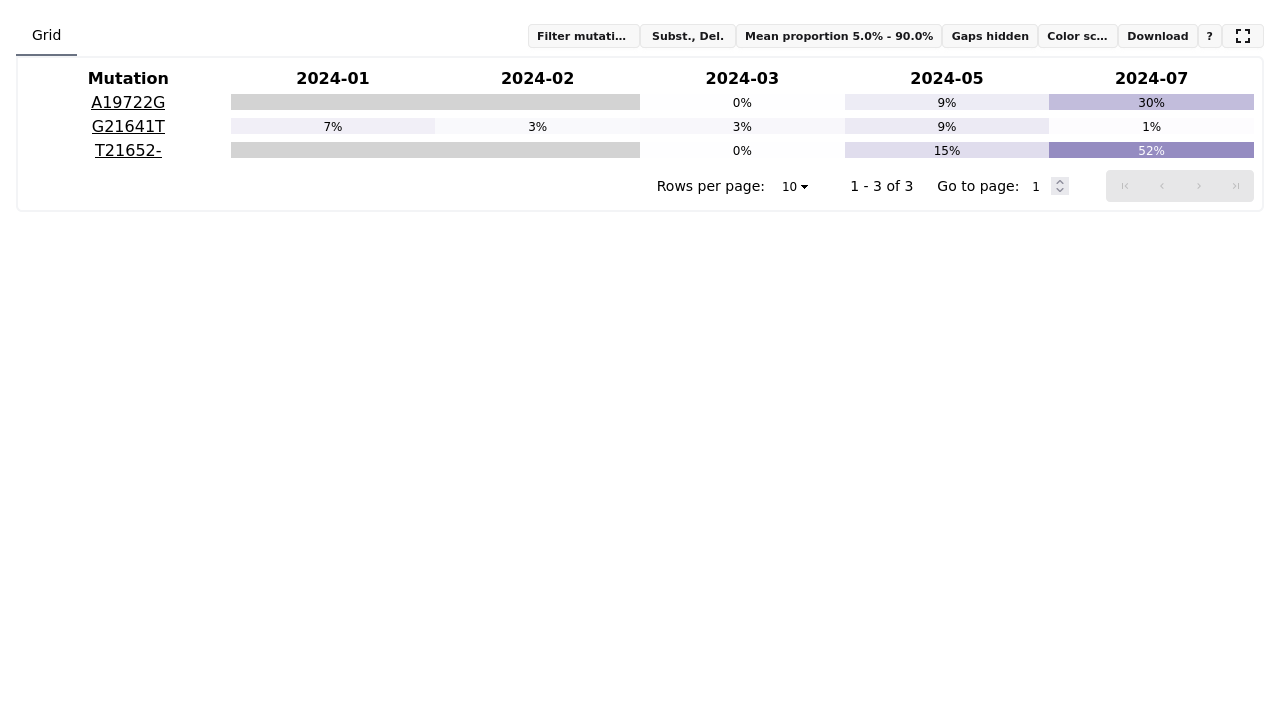 Grid
Filter mutati... Subst., Del. Mean proportion 5.0% - 90.0% Gaps hidden Color sc... Download ?
Mutation 2024-01 2024-02 2024-03 2024-05 2024-07
A19722G 0% 9% 30%
G21641T 7% 3% 3% 9% 1%
T21652- 0% 15% 52%
Rows per page: 10 1 - 3 of 3 Go to page: 1